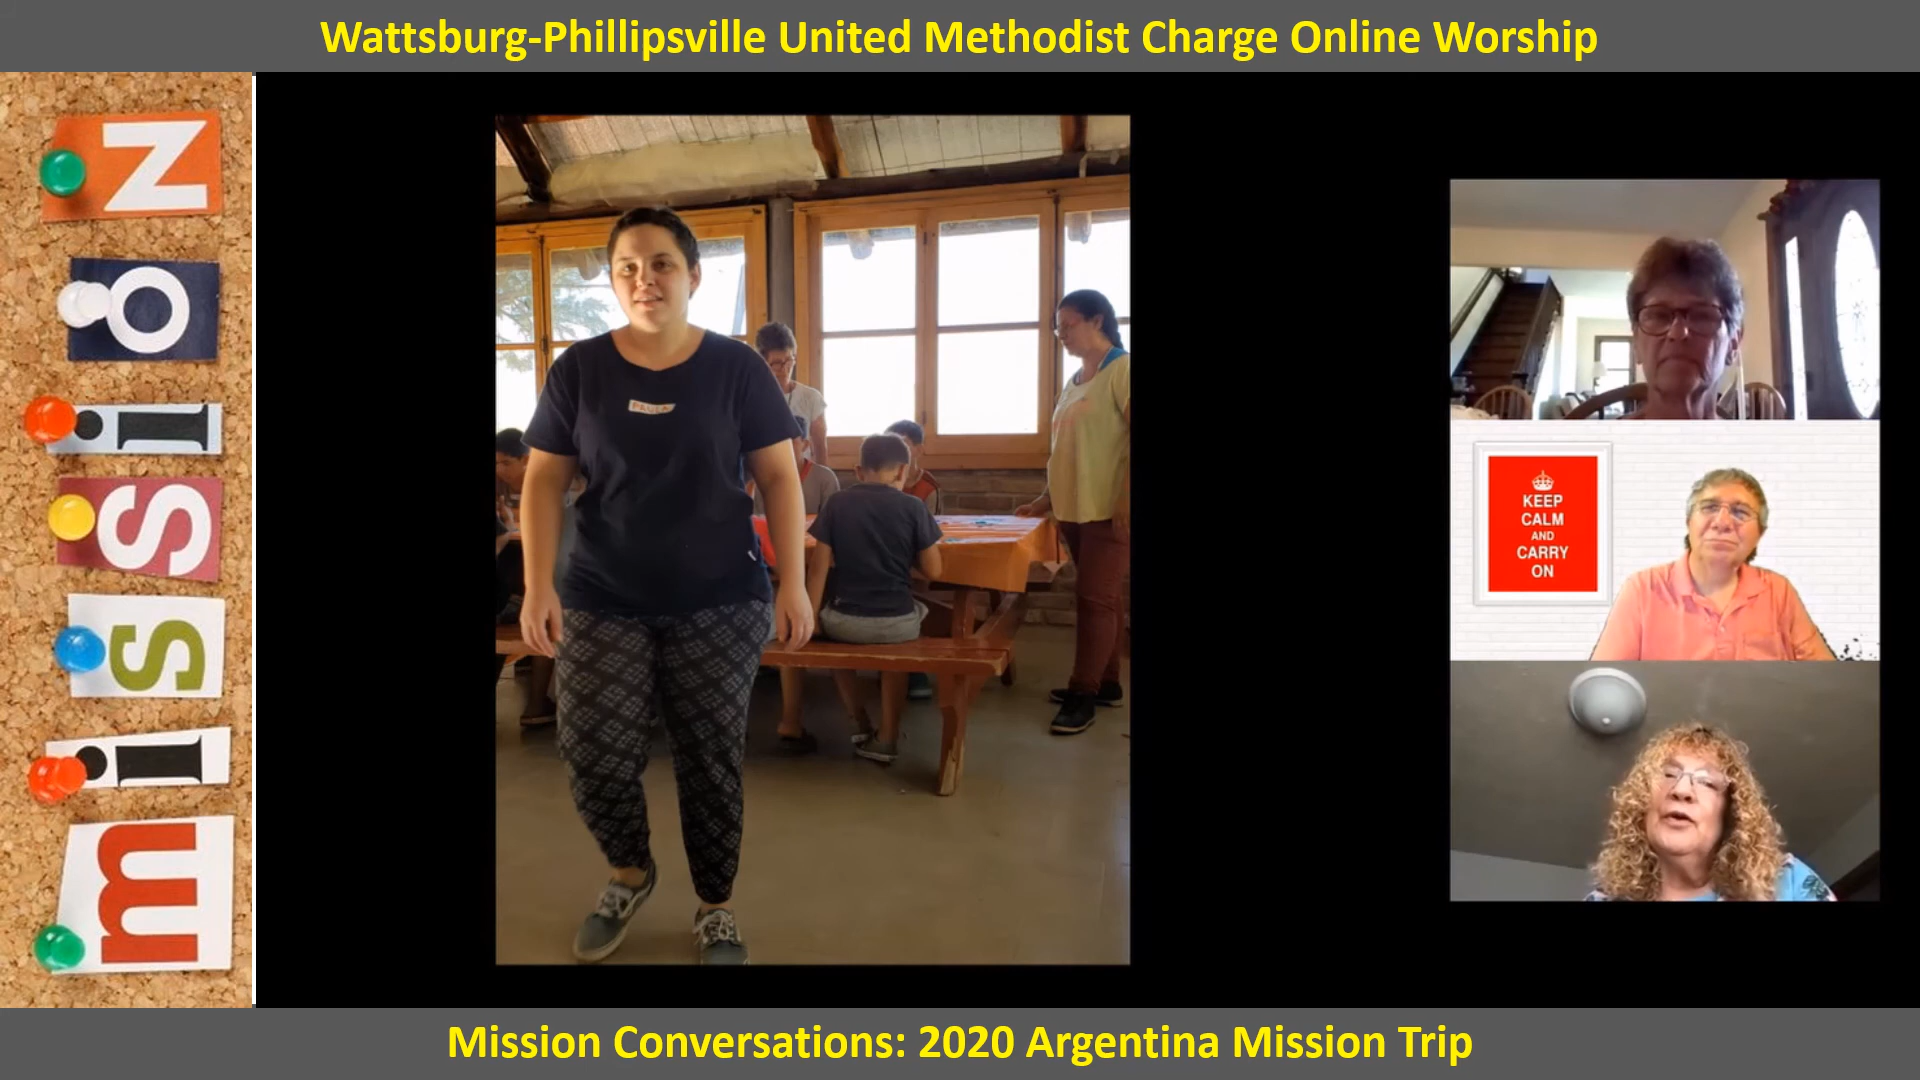 Wattsburg-Phillipsville United Methodist Charge Online Worship
mission
PAULA
KEEP
CALM
AND
CARRY
ON
Mission Conversations: 2020 Argentina Mission Trip